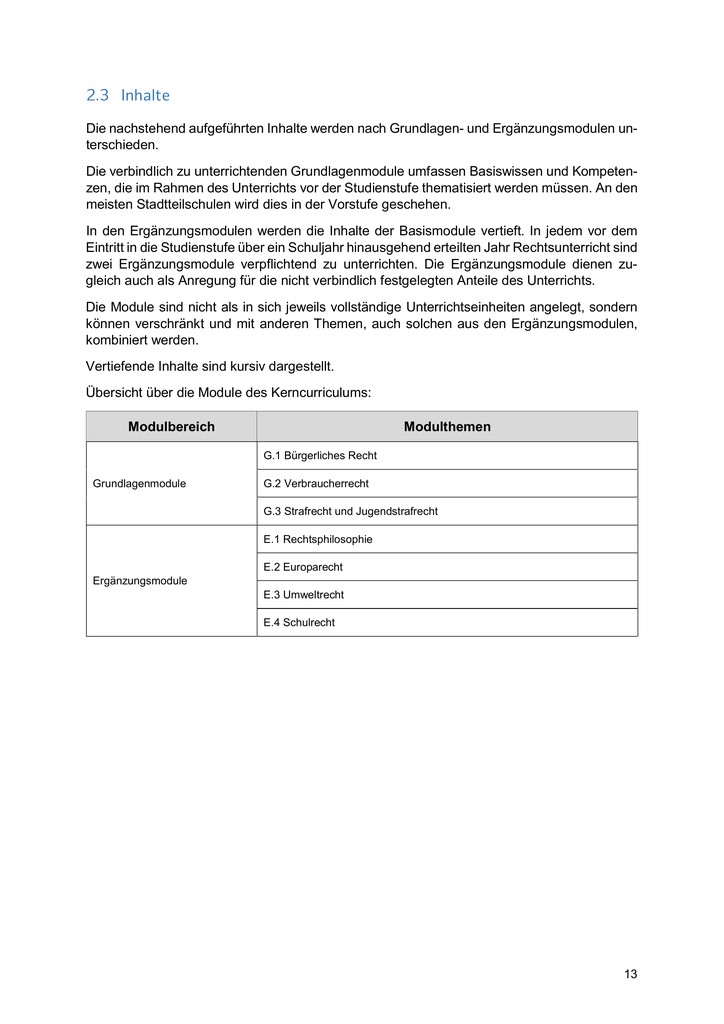 2.3 Inhalte
Die nachstehend aufgeführten Inhalte werden nach Grundlagen- und Ergänzungsmodulen un-
terschieden.
Die verbindlich zu unterrichtenden Grundlagenmodule umfassen Basiswissen und Kompeten-
zen, die im Rahmen des Unterrichts vor der Studienstufe thematisiert werden müssen. An den
meisten Stadtteilschulen wird dies in der Vorstufe geschehen.
In den Ergänzungsmodulen werden die Inhalte der Basismodule vertieft. In jedem vor dem
Eintritt in die Studienstufe über ein Schuljahr hinausgehend erteilten Jahr Rechtsunterricht sind
zwei Ergänzungsmodule verpflichtend zu unterrichten. Die Ergänzungsmodule dienen zu-
gleich auch als Anregung für die nicht verbindlich festgelegten Anteile des Unterrichts.
Die Module sind nicht als in sich jeweils vollständige Unterrichtseinheiten angelegt, sondern
können verschränkt und mit anderen Themen, auch solchen aus den Ergänzungsmodulen,
kombiniert werden.
Vertiefende Inhalte sind kursiv dargestellt.
Übersicht über die Module des Kerncurriculums:
Modulbereich Modulthemen
G.1 Bürgerliches Recht
Grundlagenmodule G.2 Verbraucherrecht
G.3 Strafrecht und Jugendstrafrecht
E.1 Rechtsphilosophie
E.2 Europarecht
Ergänzungsmodule
E.3 Umweltrecht
E.4 Schulrecht
13